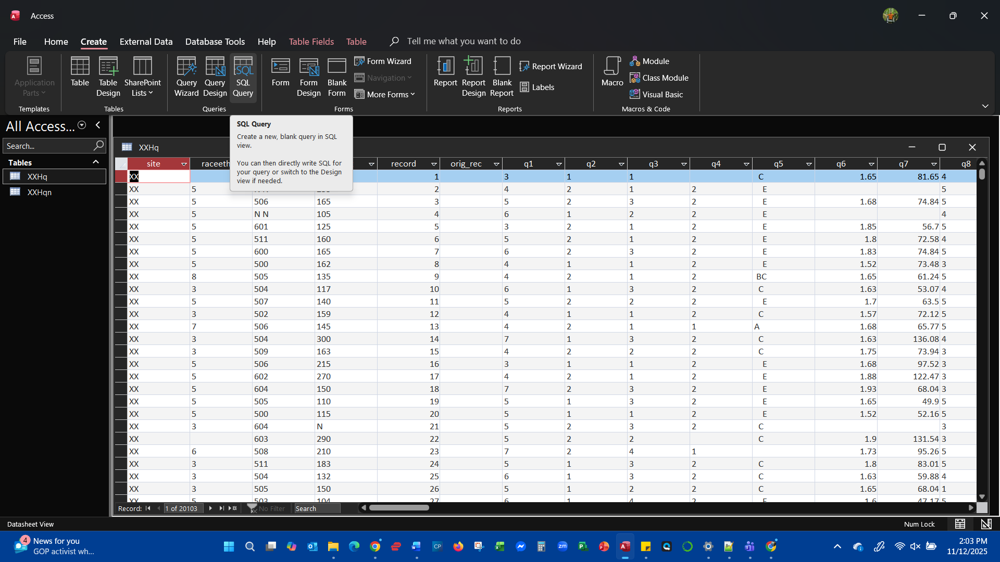 Access
File Home Create External Data Database Tools Help Table Fields Table Tell me what you want to do
Application Parts
Table
Table Design
SharePoint Lists
Query Wizard
Query Design
SQL Query
Form
Form Design
Blank Form
Form Wizard
Navigation
More Forms
Report
Report Design
Blank Report
Report Wizard
Labels
Macro
Module
Class Module
Visual Basic
Templates Tables Queries Forms Reports Macros & Code
All Access...
Search...
Tables
XXHq
XXHqn
SQL Query
Create a new, blank query in SQL
view.
You can then directly write SQL for
your query or switch to the Design
view if needed.
XXHq
site raceeth record orig_rec q1 q2 q3 q4 q5 q6 q7 q8
XX 1 3 1 1 C 1.65 81.65 4
XX 5 2 4 2 1 2 E 5
XX 5 506 165 3 5 2 3 2 E 1.68 74.84 5
XX 5 N N 105 4 6 1 2 2 E 4
XX 5 601 125 5 3 2 1 2 E 1.85 56.7 5
XX 5 511 160 6 5 2 1 2 E 1.8 72.58 4
XX 5 600 165 7 6 2 3 2 E 1.83 74.84 5
XX 5 500 162 8 4 1 1 2 E 1.52 73.48 3
XX 8 505 135 9 4 2 1 2 BC 1.65 61.24 5
XX 3 504 117 10 6 1 3 2 C 1.63 53.07 4
XX 5 507 140 11 5 2 2 2 E 1.7 63.5 5
XX 3 502 159 12 4 1 1 2 C 1.57 72.12 5
XX 7 506 145 13 4 2 1 1 A 1.68 65.77 5
XX 3 504 300 14 7 1 3 2 C 1.63 136.08 4
XX 3 509 163 15 4 2 2 2 C 1.75 73.94 3
XX 5 506 215 16 3 1 1 2 E 1.68 97.52 3
XX 5 602 270 17 4 2 1 2 E 1.88 122.47 3
XX 5 604 150 18 7 2 3 2 E 1.93 68.04 3
XX 5 505 110 19 5 1 3 2 E 1.65 49.9 5
XX 5 500 115 20 5 1 1 2 E 1.52 52.16 5
XX 3 604 N 21 5 2 3 2 C 3
XX 603 290 22 5 2 2 C 1.9 131.54 3
XX 6 508 210 23 7 2 4 1 1.73 95.26 5
XX 3 511 183 24 5 1 3 2 C 1.8 83.01 5
XX 3 504 132 25 6 1 3 2 C 1.63 59.88 4
XX 3 505 150 26 5 1 2 2 C 1.65 68.04 1
XX 5 503 104 27 6 1 4 2 E 1.6 47.17 5
Record: 1 of 20103 No Filter Search
Datasheet View Num Lock
4 News for you
GOP activist wh...
2:03 PM
11/12/2025